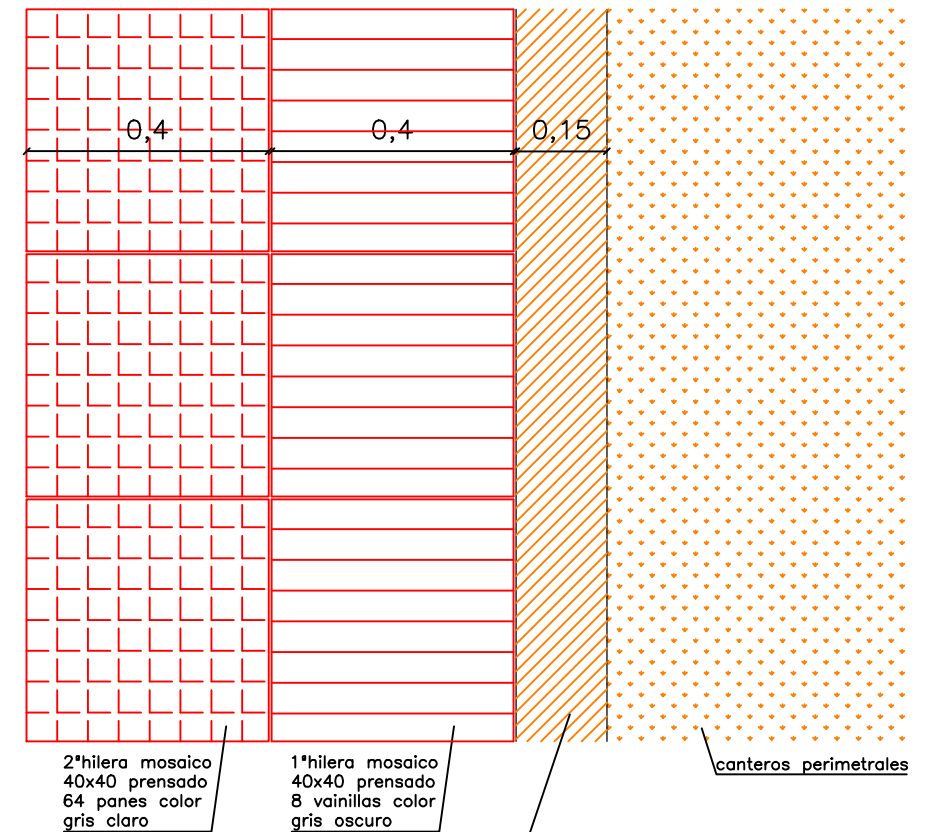 0,4
0,4
0,15
2ªhilera mosaico
40x40 prensado
64 panes color
gris claro
1ªhilera mosaico
40x40 prensado
8 vainillas color
gris oscuro
canteros perimetrales